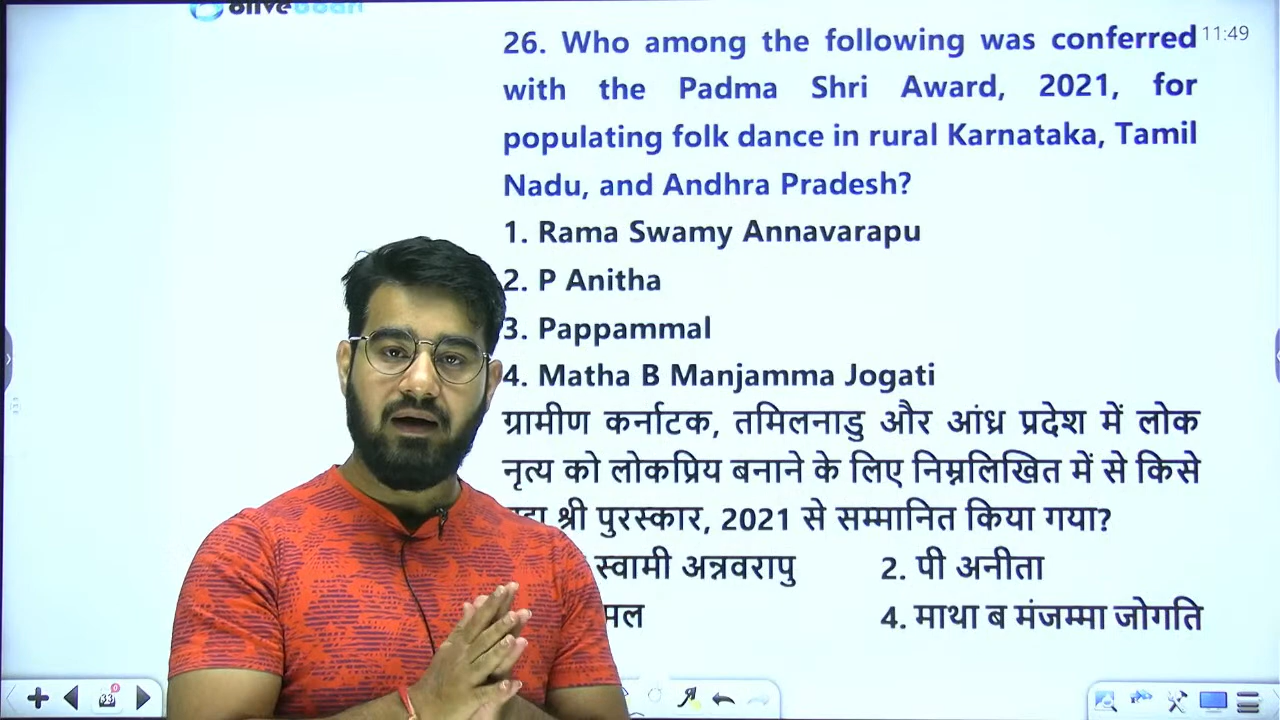 oliveboard
26. Who among the following was conferred
11:49
with the Padma Shri Award, 2021, for
populating folk dance in rural Karnataka, Tamil
Nadu, and Andhra Pradesh?
1. Rama Swamy Annavarapu
2. P Anitha
3. Pappammal
4. Matha B Manjamma Jogati
ग्रामीण कर्नाटक, तमिलनाडु और आंध्र प्रदेश में लोक
नृत्य को लोकप्रिय बनाने के लिए निम्नलिखित में से किसे
श्री पुरस्कार, 2021 से सम्मानित किया गया?
स्वामी अन्नवरापु 2. पी अनीता
मल 4. माथा ब मंजम्मा जोगति
33